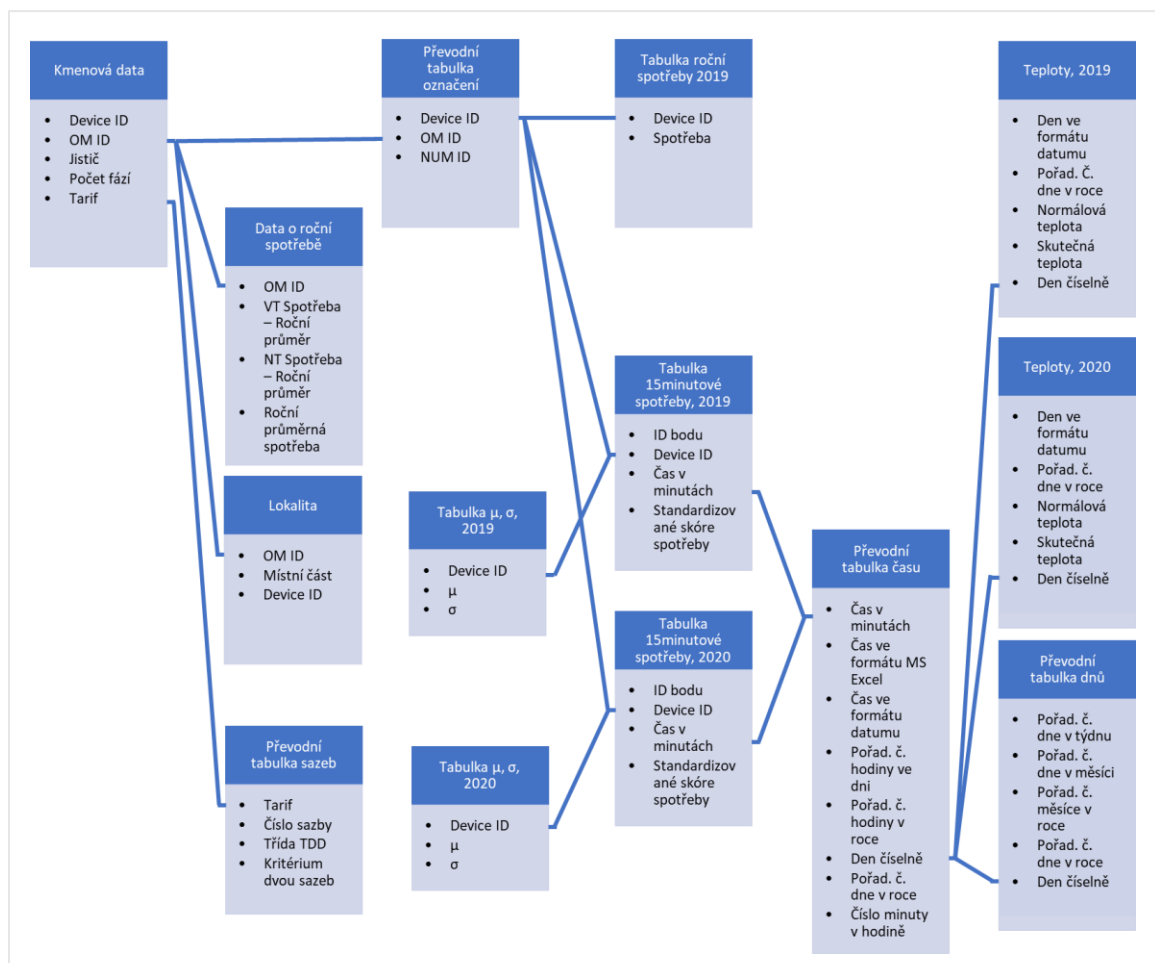 Kmenová data
• Device ID
• OM ID
• Jistič
• Počet fází
• Tarif
Data o roční
spotřebě
• OM ID
• VT Spotřeba
– Roční
průměr
• NT Spotřeba
– Roční
průměr
• Roční
průměrná
spotřeba
Lokalita
• OM ID
• Místní část
• Device ID
Převodní
tabulka sazeb
• Tarif
• Číslo sazby
• Třída TDD
• Kritérium
dvou sazeb
Převodní
tabulka
označení
• Device ID
• OM ID
• NUM ID
Tabulka μ, σ,
2019
• Device ID
• μ
• σ
Tabulka μ, σ,
2020
• Device ID
• μ
• σ
Tabulka roční
spotřeby 2019
• Device ID
• Spotřeba
Tabulka
15minutové
spotřeby, 2019
• ID bodu
• Device ID
• Čas v
minutách
• Standardizov
ané skóre
spotřeby
Tabulka
15minutové
spotřeby, 2020
• ID bodu
• Device ID
• Čas v
minutách
• Standardizov
ané skóre
spotřeby
Převodní
tabulka času
• Čas v
minutách
• Čas ve
formátu MS
Excel
• Čas ve
formátu
datumu
• Pořad. č.
hodiny ve
dni
• Pořad. č.
hodiny v
roce
• Den číselně
• Pořad. č.
dne v roce
• Číslo minuty
v hodině
Teploty, 2019
• Den ve
formátu
datumu
• Pořad. Č.
dne v roce
• Normálová
teplota
• Skutečná
teplota
• Den číselně
Teploty, 2020
• Den ve
formátu
datumu
• Pořad. č.
dne v roce
• Normálová
teplota
• Skutečná
teplota
• Den číselně
Převodní
tabulka dnů
• Pořad. č.
dne v týdnu
• Pořad. č.
dne v měsíci
• Pořad. č.
měsíce v
roce
• Pořad. č.
dne v roce
• Den číselně